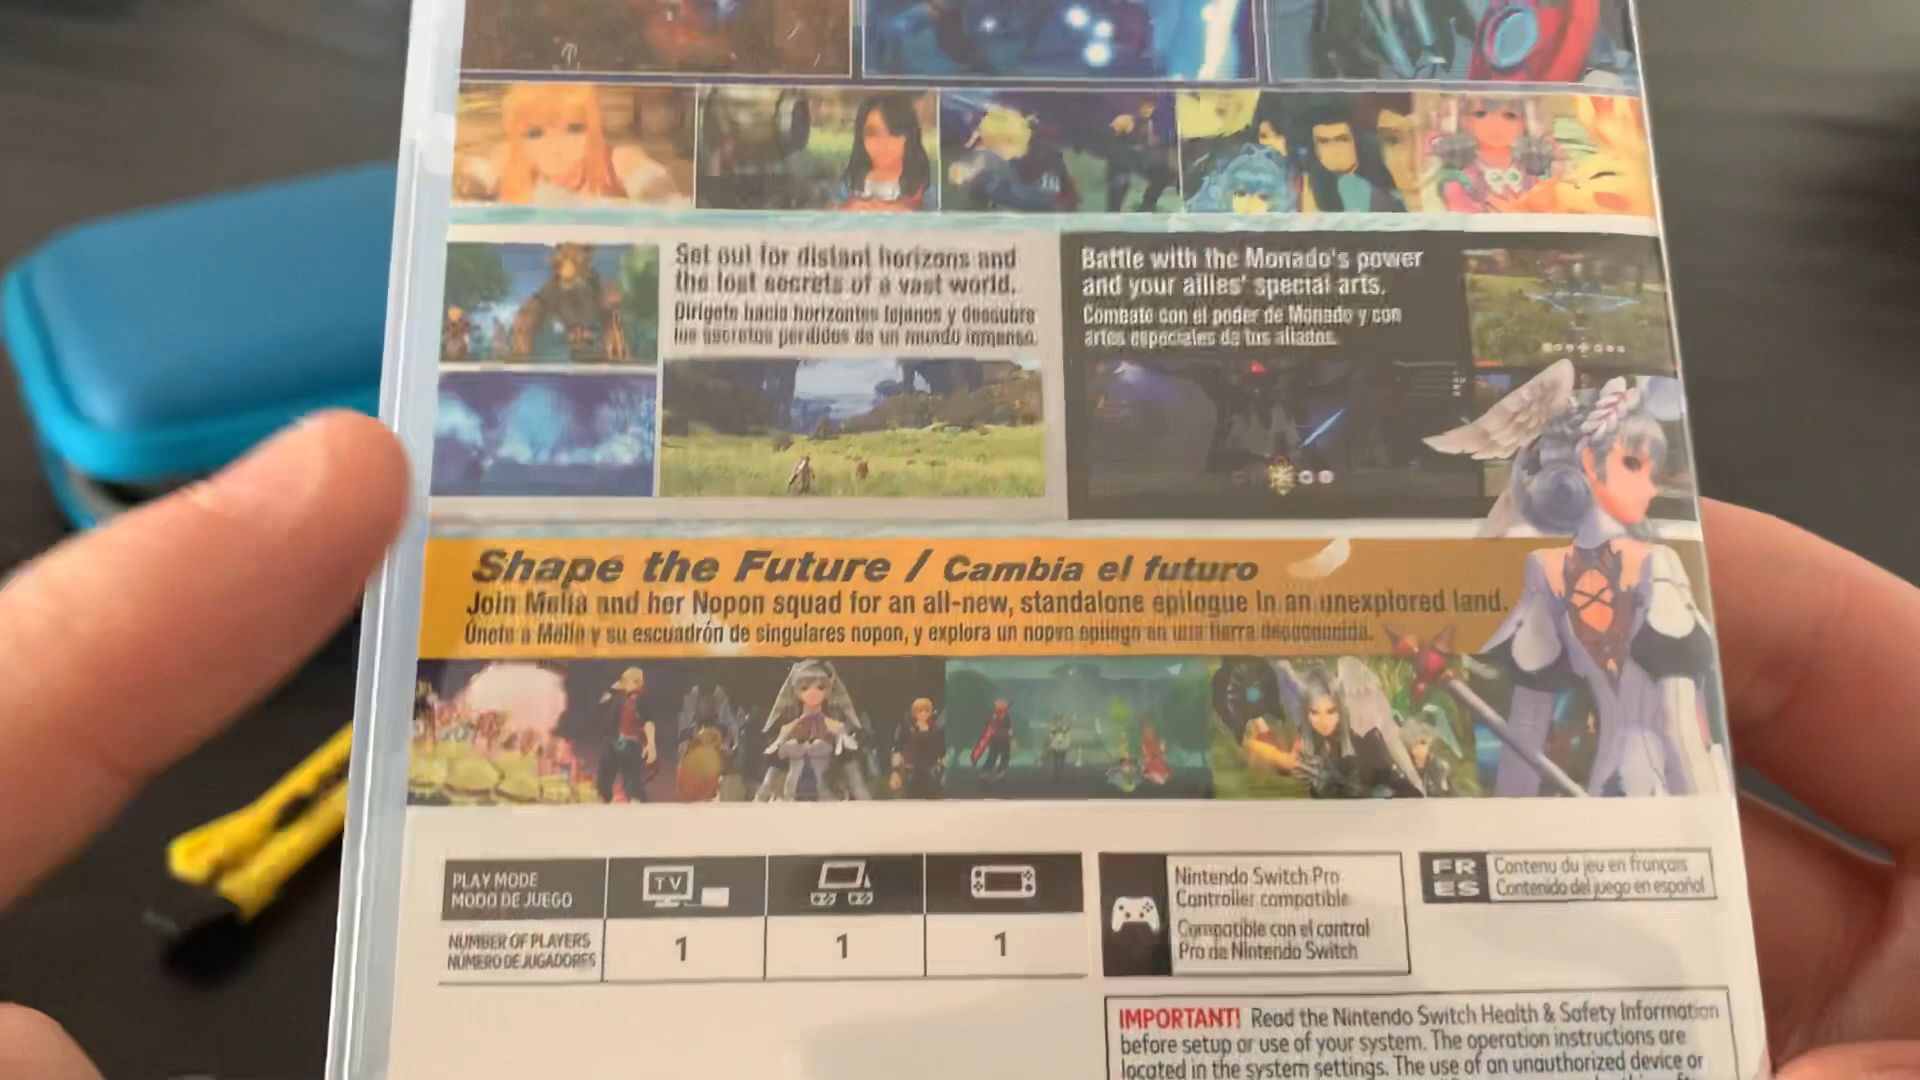 Set out for distant horizons and
the lost secrets of a vast world.
Dirígete hacia horizontes lejanos y descubre
los secretos perdidos de un mundo inmenso.
Battle with the Monado's power
and your allies' special arts.
Combate con el poder de Monado y con
artes especiales de tus aliados.
Shape the Future / Cambia el futuro
Join Melia and her Nopon squad for an all-new, standalone epilogue in an unexplored land.
Únete a Melia y su escuadrón de singulares nopon, y explora un nuevo epílogo en una tierra desconocida.
PLAY MODE
MODO DE JUEGO
TV
NUMBER OF PLAYERS
NÚMERO DE JUGADORES
1 1 1
Nintendo Switch Pro
Controller compatible
Compatible con el control
Pro de Nintendo Switch
FR Contenu du jeu en français
ES Contenido del juego en español
IMPORTANT! Read the Nintendo Switch Health & Safety Information
before setup or use of your system. The operation instructions are
located in the system settings. The use of an unauthorized device or